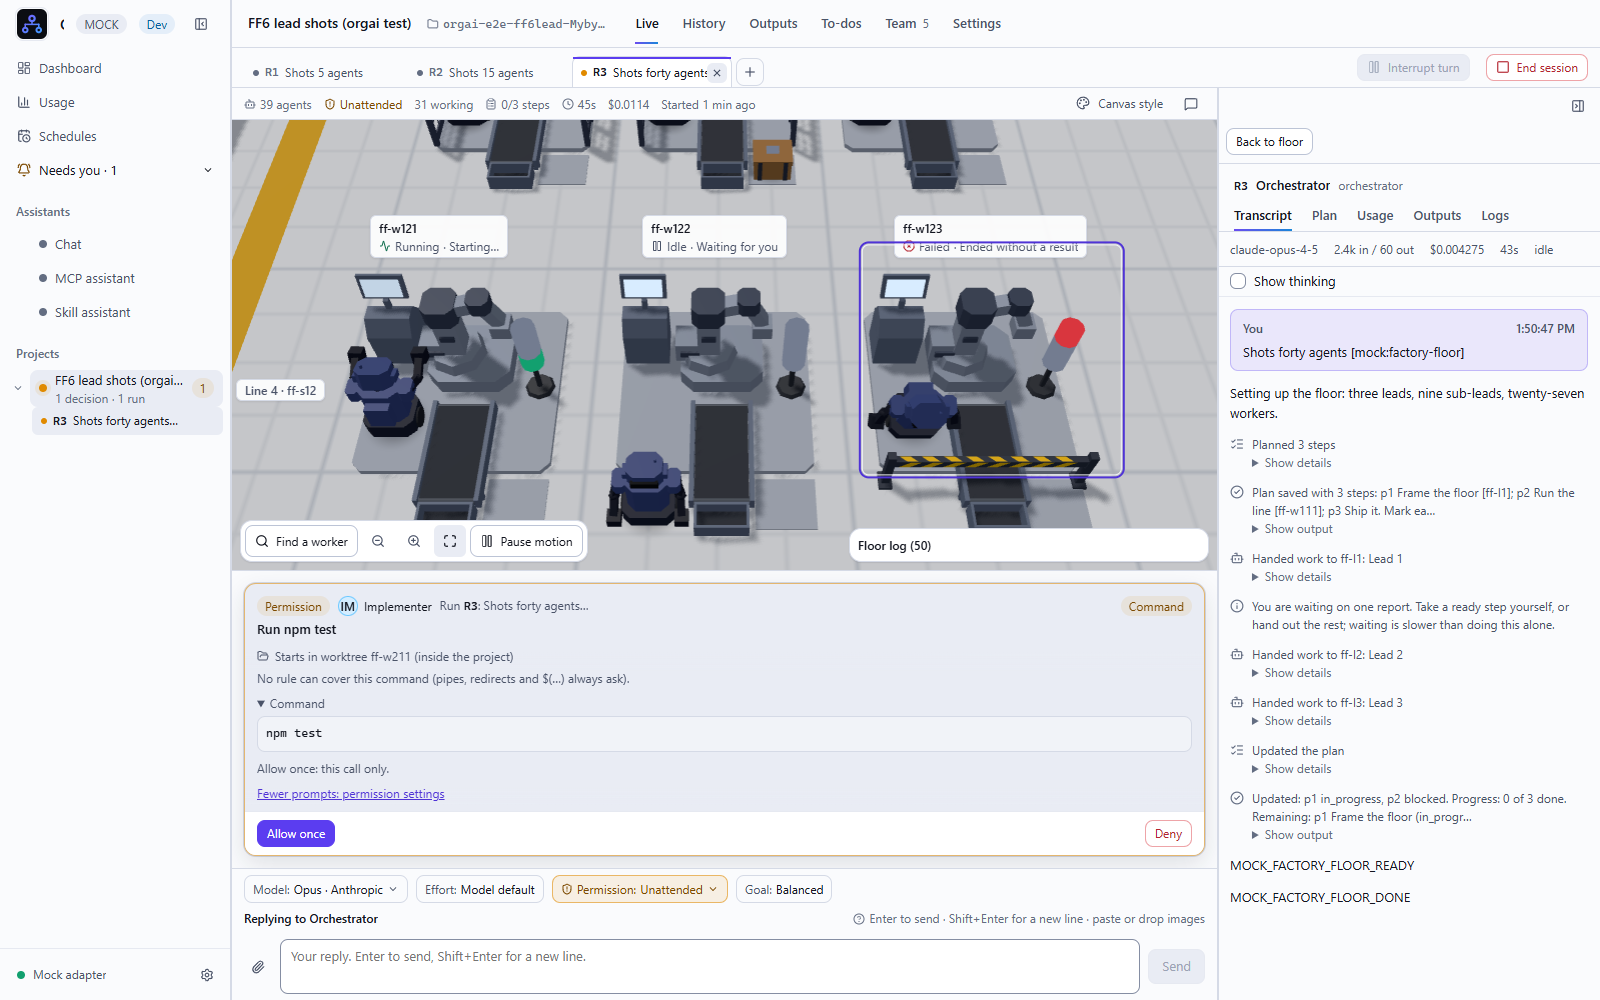 MOCK
Dev
Dashboard
Usage
Schedules
Needs you · 1
Assistants
Chat
MCP assistant
Skill assistant
Projects
FF6 lead shots (orgai...
1 decision · 1 run
1
R3 Shots forty agents...
Mock adapter
FF6 lead shots (orgai test)
orgai-e2e-ff6lead-Myby...
Live
History
Outputs
To-dos
Team 5
Settings
R1 Shots 5 agents
R2 Shots 15 agents
R3 Shots forty agents
Interrupt turn
End session
39 agents
Unattended
31 working
0/3 steps
45s
$0.0114
Started 1 min ago
Canvas style
ff-w121
Running · Starting...
ff-w122
Idle · Waiting for you
ff-w123
Failed · Ended without a result
Line 4 · ff-s12
Find a worker
Pause motion
Floor log (50)
Permission
IM
Implementer
Run R3: Shots forty agents...
Command
Run npm test
Starts in worktree ff-w211 (inside the project)
No rule can cover this command (pipes, redirects and $(...) always ask).
Command
npm test
Allow once: this call only.
Fewer prompts: permission settings
Allow once
Deny
Model: Opus · Anthropic
Effort: Model default
Permission: Unattended
Goal: Balanced
Replying to Orchestrator
Enter to send · Shift+Enter for a new line · paste or drop images
Your reply. Enter to send, Shift+Enter for a new line.
Send
Back to floor
R3 Orchestrator orchestrator
Transcript
Plan
Usage
Outputs
Logs
claude-opus-4-5
2.4k in / 60 out
$0.004275
43s
idle
Show thinking
You
1:50:47 PM
Shots forty agents [mock:factory-floor]
Setting up the floor: three leads, nine sub-leads, twenty-seven
workers.
Planned 3 steps
Show details
Plan saved with 3 steps: p1 Frame the floor [ff-l1]; p2 Run the
line [ff-w111]; p3 Ship it. Mark ea...
Show output
Handed work to ff-l1: Lead 1
Show details
You are waiting on one report. Take a ready step yourself, or
hand out the rest; waiting is slower than doing this alone.
Handed work to ff-l2: Lead 2
Show details
Handed work to ff-l3: Lead 3
Show details
Updated the plan
Show details
Updated: p1 in_progress, p2 blocked. Progress: 0 of 3 done.
Remaining: p1 Frame the floor (in_progr...
Show output
MOCK_FACTORY_FLOOR_READY
MOCK_FACTORY_FLOOR_DONE